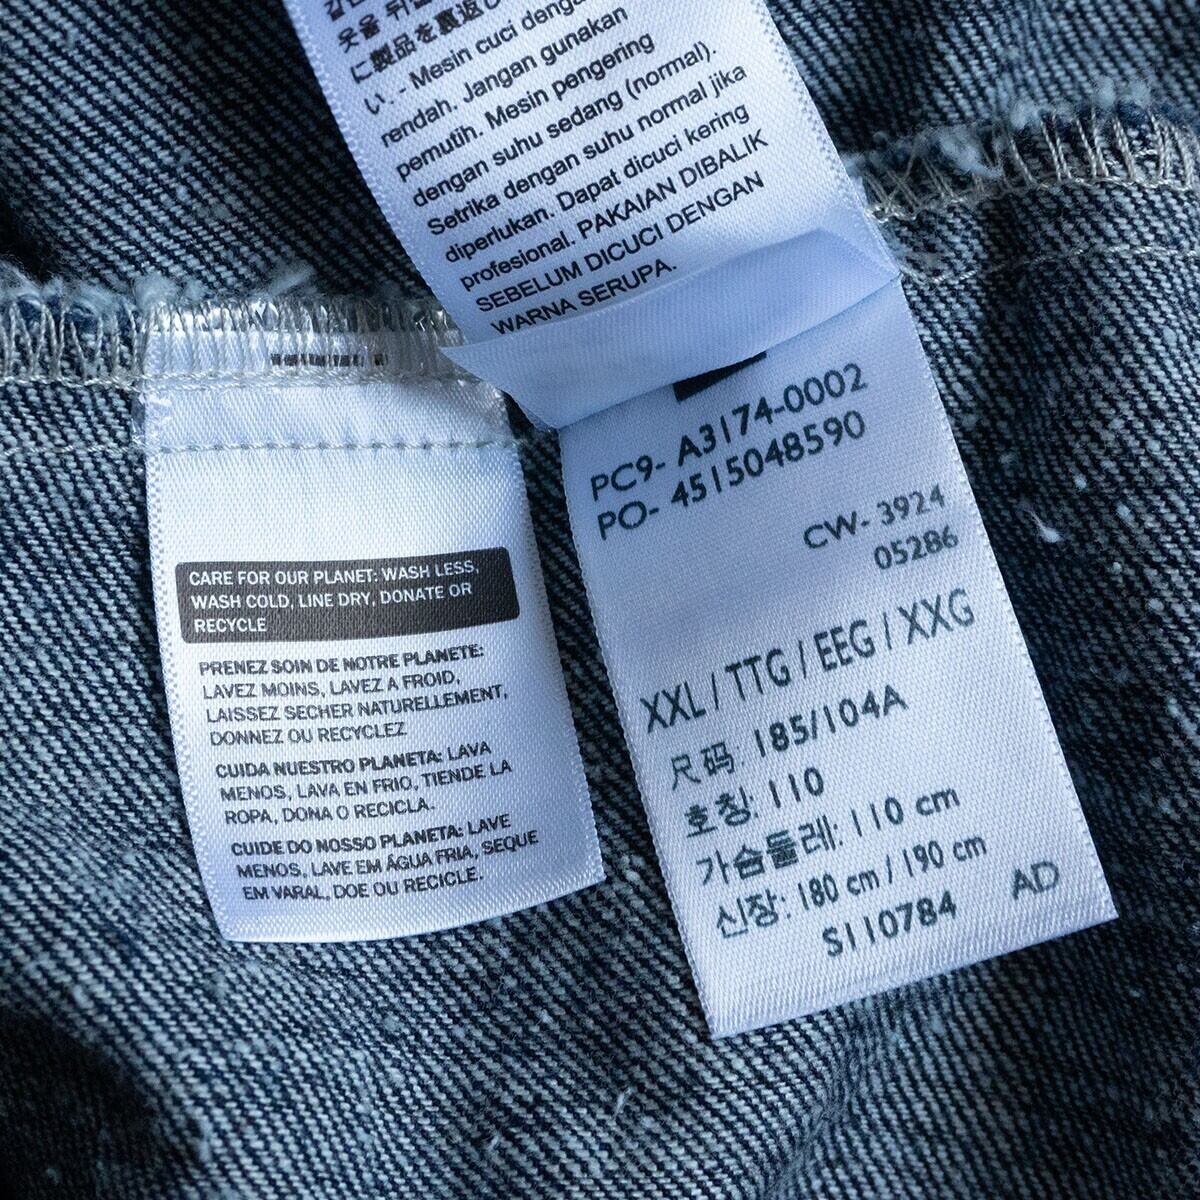 옷을 뒤집
に製品を裏返し
い. - Mesin cuci dengan
rendah. Jangan gunakan
pemutih. Mesin pengering
dengan suhu sedang (normal).
Setrika dengan suhu normal jika
diperlukan. Dapat dicuci kering
profesional. PAKAIAN DIBALIK
SEBELUM DICUCI DENGAN
WARNA SERUPA.
CARE FOR OUR PLANET: WASH LESS,
WASH COLD, LINE DRY, DONATE OR
RECYCLE
PRENEZ SOIN DE NOTRE PLANETE:
LAVEZ MOINS, LAVEZ A FROID,
LAISSEZ SECHER NATURELLEMENT,
DONNEZ OU RECYCLEZ
CUIDA NUESTRO PLANETA: LAVA
MENOS, LAVA EN FRIO, TIENDE LA
ROPA, DONA O RECICLA.
CUIDE DO NOSSO PLANETA: LAVE
MENOS, LAVE EM ÁGUA FRIA, SEQUE
EM VARAL, DOE OU RECICLE.
PC9- A3174-0002
PO- 4515048590
CW- 3924
05286
XXL / TTG / EEG / XXG
尺码: 185/104A
호칭: 110
가슴둘레: 110 cm
신장: 180 cm / 190 cm
S110784 AD